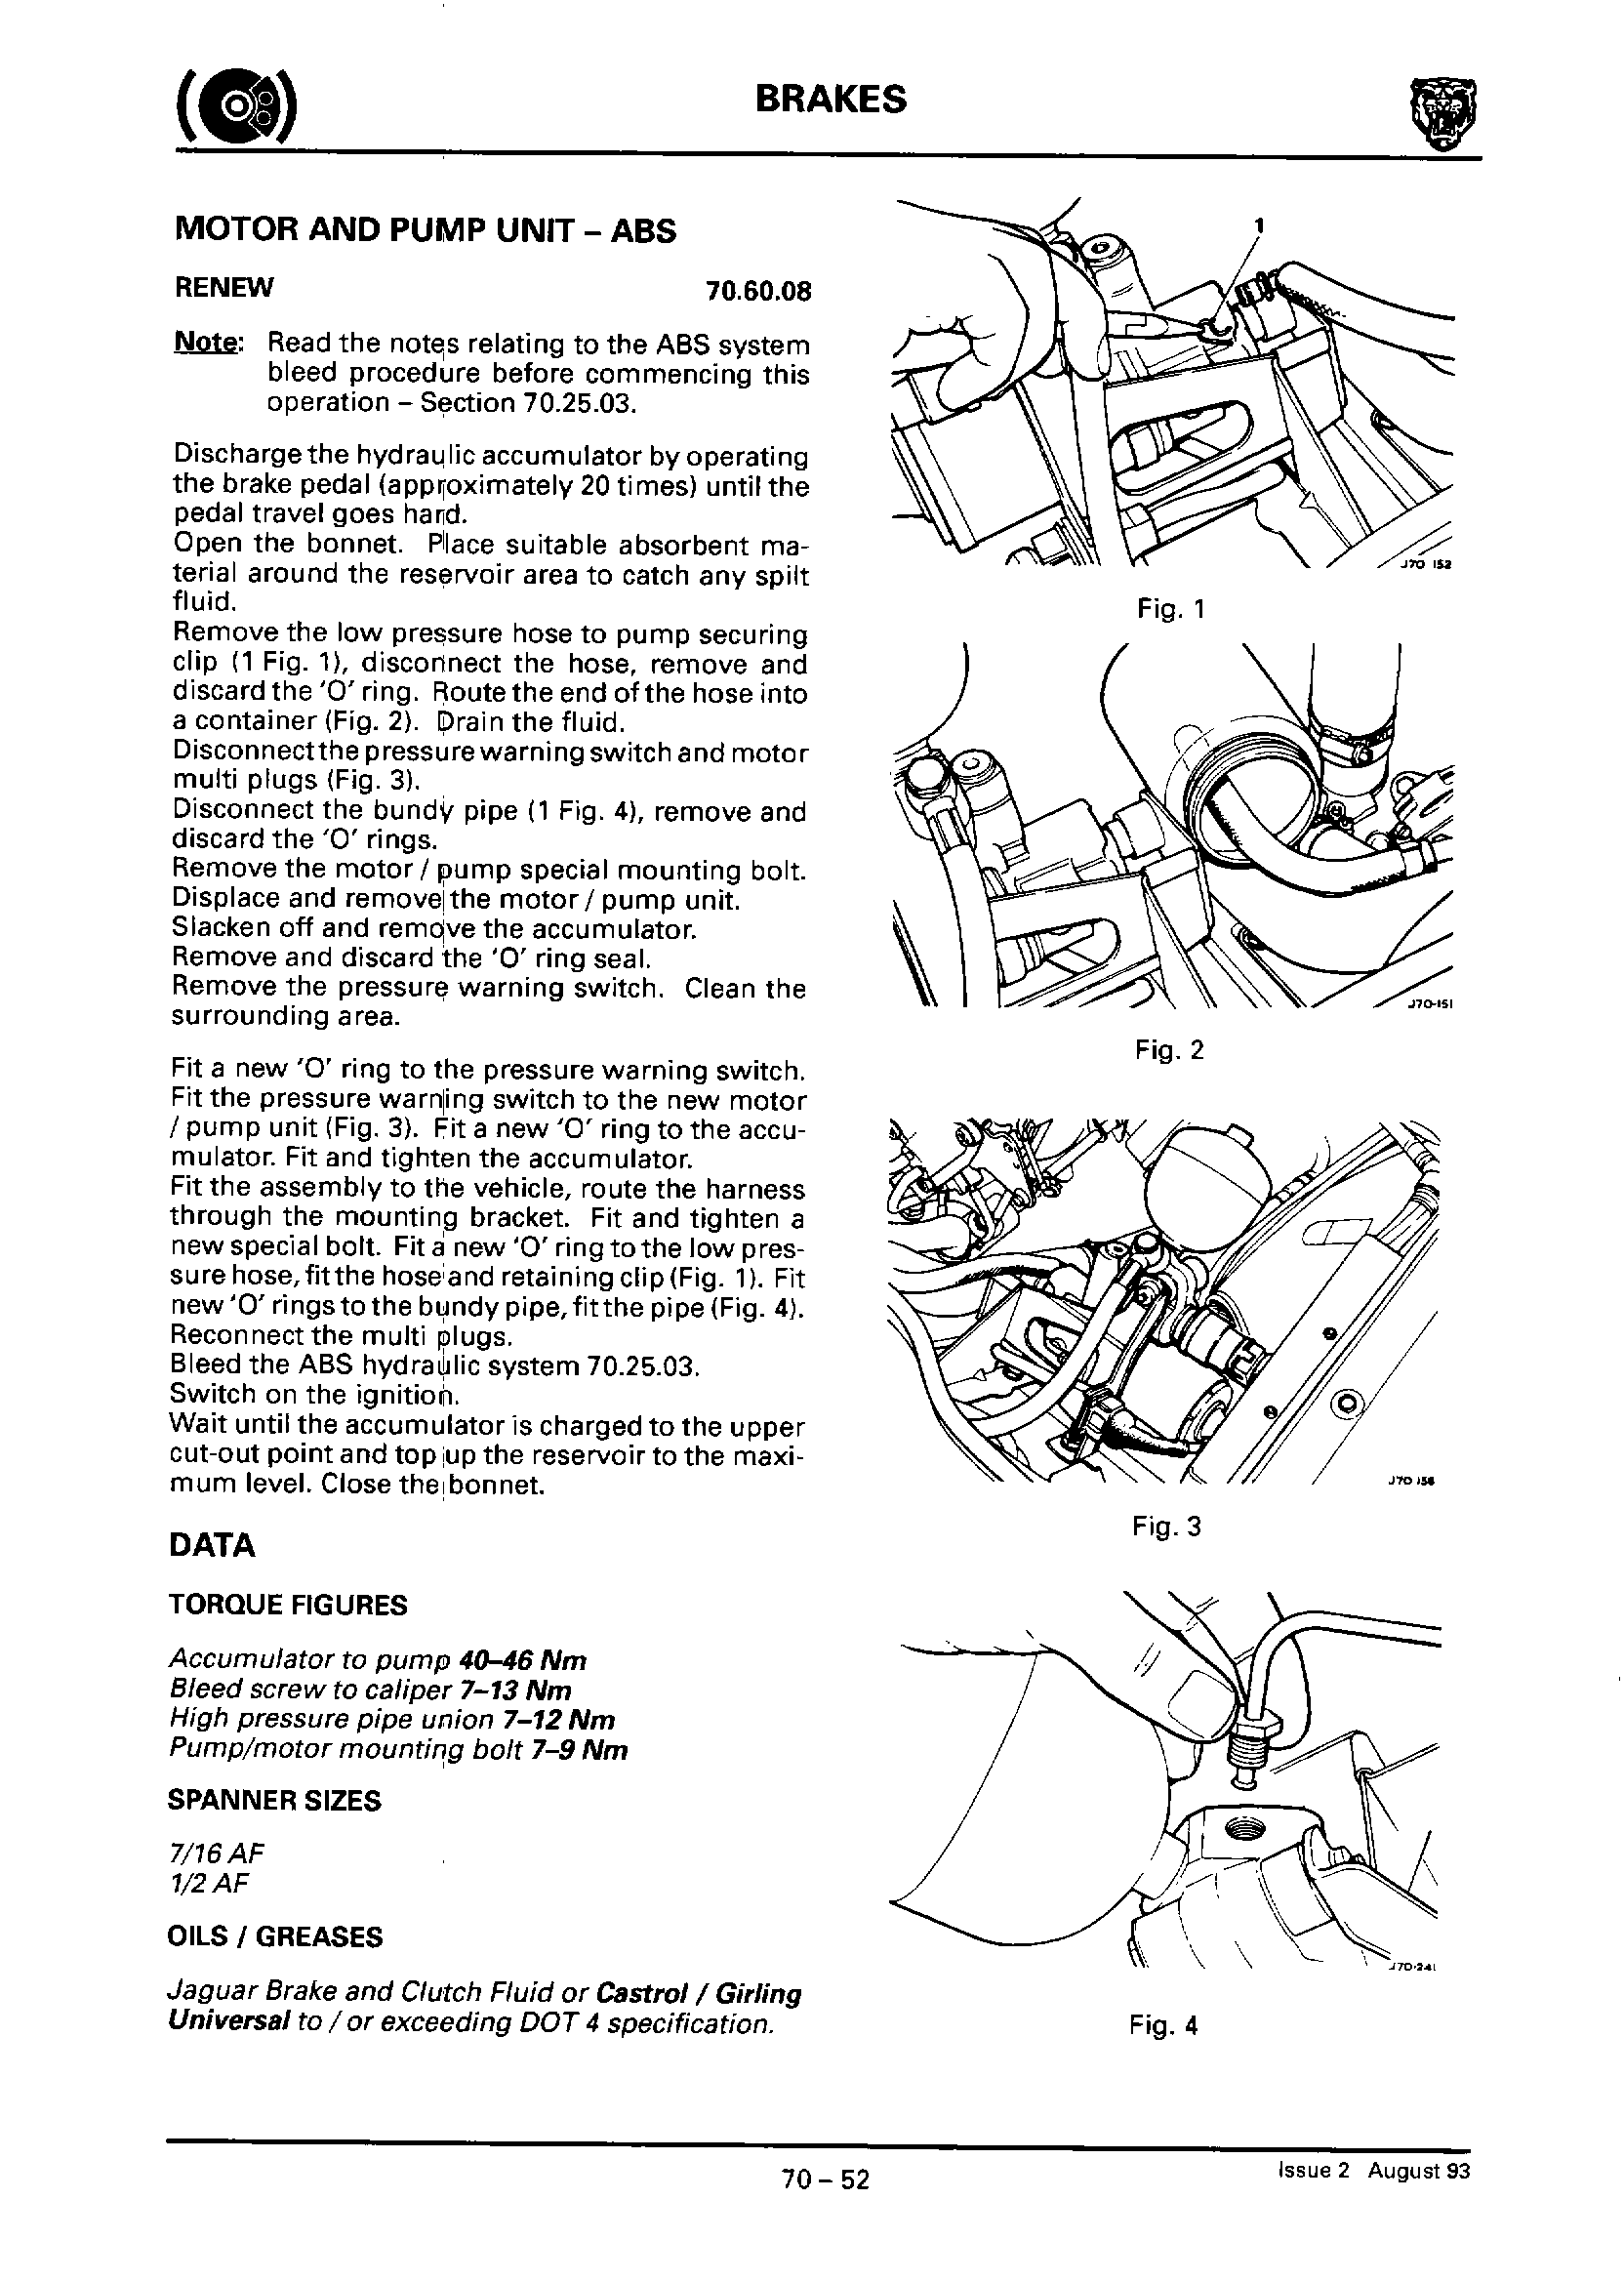 BRAKES
MOTOR AND PUMP UNIT – ABS
RENEW 70.60.08
Note: Read the notes relating to the ABS system
bleed procedure before commencing this
operation – Section 70.25.03.
Discharge the hydraulic accumulator by operating
the brake pedal (approximately 20 times) until the
pedal travel goes hard.
Open the bonnet. Place suitable absorbent ma-
terial around the reservoir area to catch any spilt
fluid.
Remove the low pressure hose to pump securing
clip (1 Fig. 1), disconnect the hose, remove and
discard the 'O' ring. Route the end of the hose into
a container (Fig. 2). Drain the fluid.
Disconnect the pressure warning switch and motor
multi plugs (Fig. 3).
Disconnect the bundy pipe (1 Fig. 4), remove and
discard the 'O' rings.
Remove the motor / pump special mounting bolt.
Displace and remove the motor / pump unit.
Slacken off and remove the accumulator.
Remove and discard the 'O' ring seal.
Remove the pressure warning switch. Clean the
surrounding area.
Fit a new 'O' ring to the pressure warning switch.
Fit the pressure warning switch to the new motor
/ pump unit (Fig. 3). Fit a new 'O' ring to the accu-
mulator. Fit and tighten the accumulator.
Fit the assembly to the vehicle, route the harness
through the mounting bracket. Fit and tighten a
new special bolt. Fit a new 'O' ring to the low pres-
sure hose, fit the hose and retaining clip (Fig. 1). Fit
new 'O' rings to the bundy pipe, fit the pipe (Fig. 4).
Reconnect the multi plugs.
Bleed the ABS hydraulic system 70.25.03.
Switch on the ignition.
Wait until the accumulator is charged to the upper
cut-out point and top up the reservoir to the maxi-
mum level. Close the bonnet.
DATA
TORQUE FIGURES
Accumulator to pump 40–46 Nm
Bleed screw to caliper 7–13 Nm
High pressure pipe union 7–12 Nm
Pump/motor mounting bolt 7–9 Nm
SPANNER SIZES
7/16 AF
1/2 AF
OILS / GREASES
Jaguar Brake and Clutch Fluid or Castrol / Girling
Universal to / or exceeding DOT 4 specification.
1
J70 152
Fig. 1
J70-151
Fig. 2
J70 156
Fig. 3
J70-241
Fig. 4
70 – 52
Issue 2 August 93